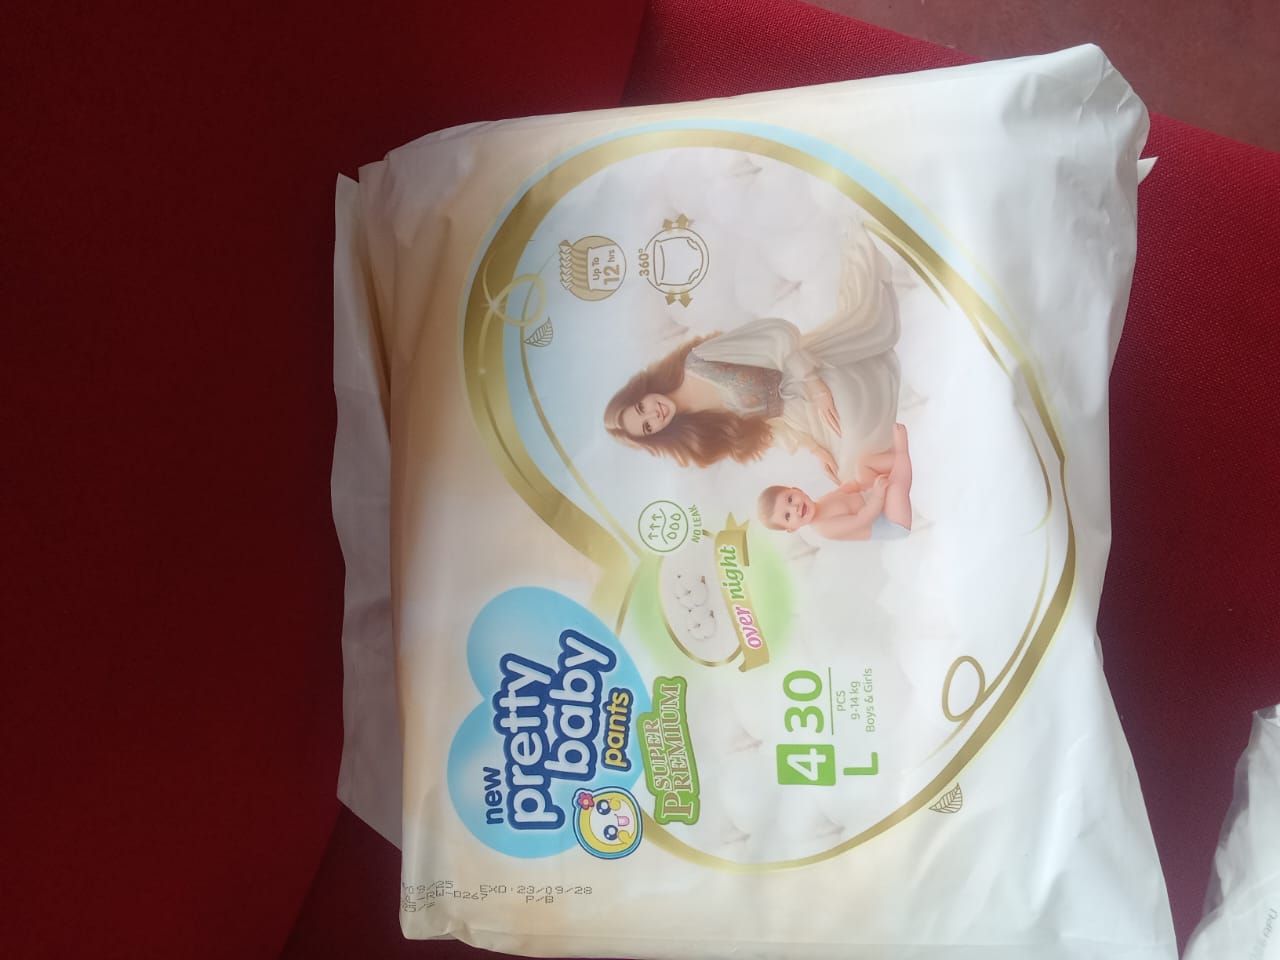 new
pretty
baby
pants
SUPER
PREMIUM
Up To
12 hrs
360°
NO LEAK
over night
4 30
PCS
L 9-14 kg
Boys & Girls
EXD:23/09/28
P/B